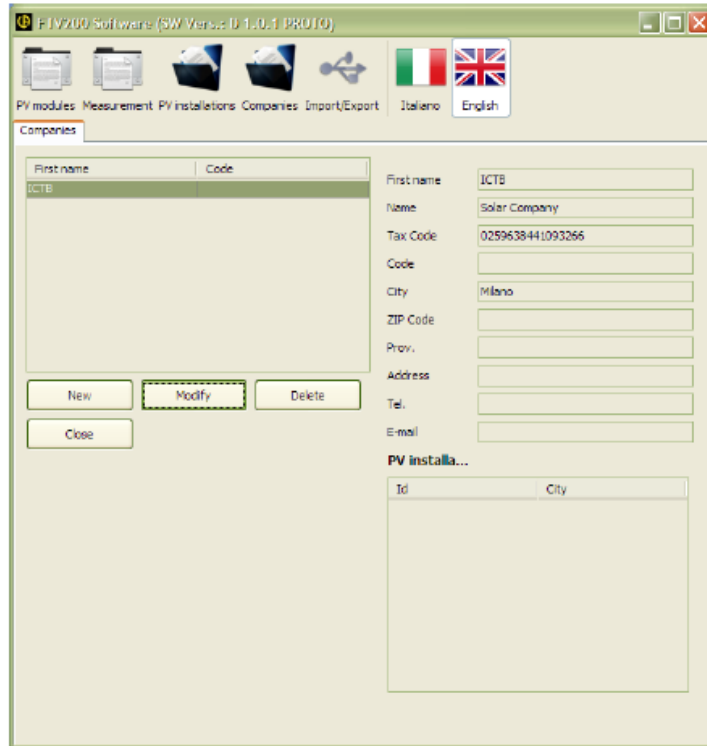 FTV200 Software (SW Vers.: B 1.0.1 PROTO)
PV modules Measurement PV installations Companies Import/Export Italiano English
Companies
First name Code
ICTB
First name ICTB
Name Solar Company
Tax Code 0259638441093266
Code
City Milano
ZIP Code
Prov.
Address
Tel.
E-mail
New Modify Delete
Close
PV installa...
Id City